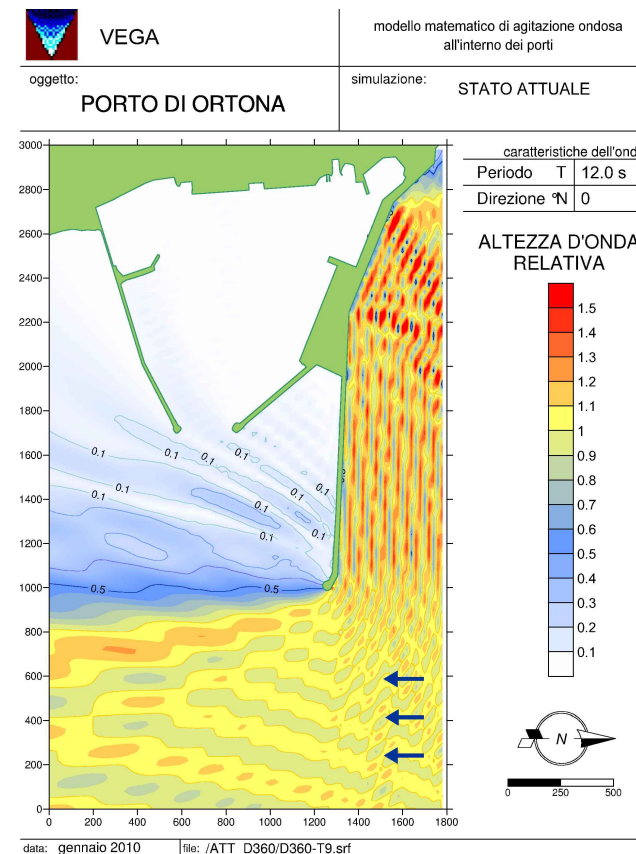 VEGA
modello matematico di agitazione ondosa
all'interno dei porti
oggetto:
PORTO DI ORTONA
simulazione:
STATO ATTUALE
caratteristiche dell'ond
Periodo T 12.0 s
Direzione °N 0
ALTEZZA D'ONDA
RELATIVA
1.5
1.4
1.3
1.2
1.1
1
0.9
0.8
0.7
0.6
0.5
0.4
0.3
0.2
0.1
3000
2800
2600
2400
2200
2000
1800
1600
1400
1200
1000
800
600
400
200
0
0 200 400 600 800 1000 1200 1400 1600 1800
0.1
0.1
0.1
0.1
0.1
0.1
0.1
0.1
0.1
0.5
0.5
N
0 250 500
data: gennaio 2010
file: /ATT_D360/D360-T9.srf